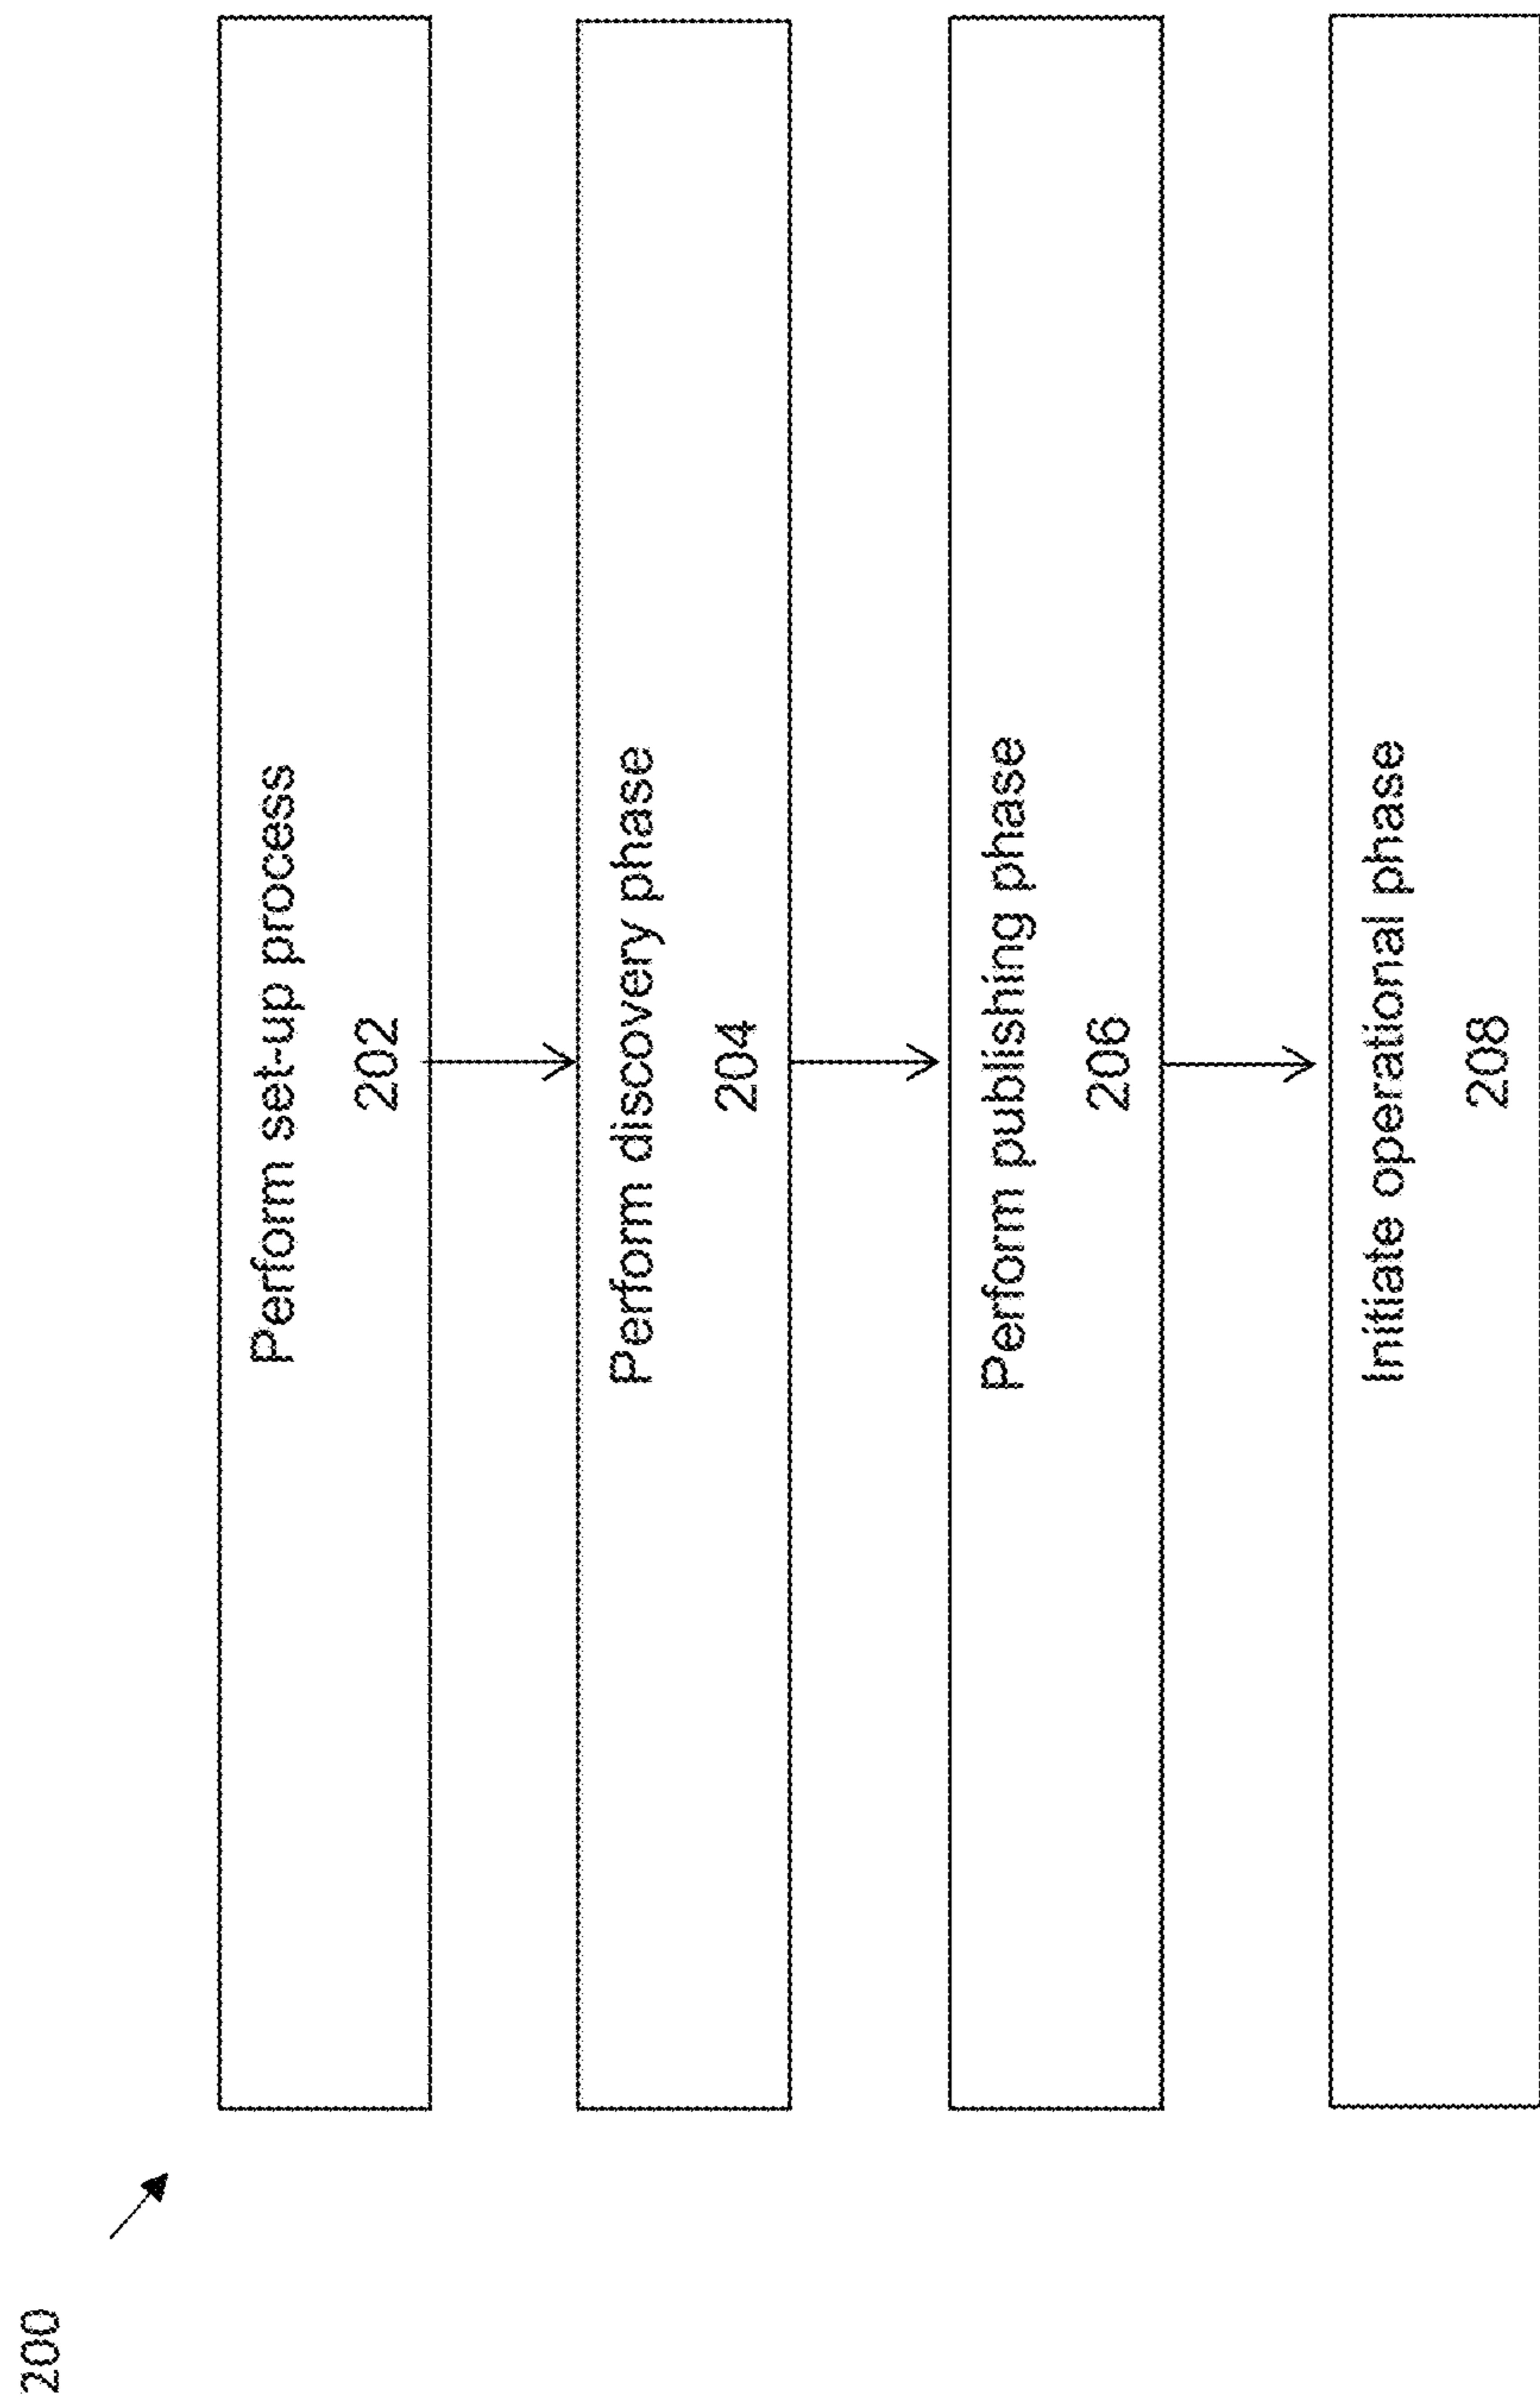 200
Perform set-up process
202
Perform discovery phase
204
Perform publishing phase
206
Initiate operational phase
208